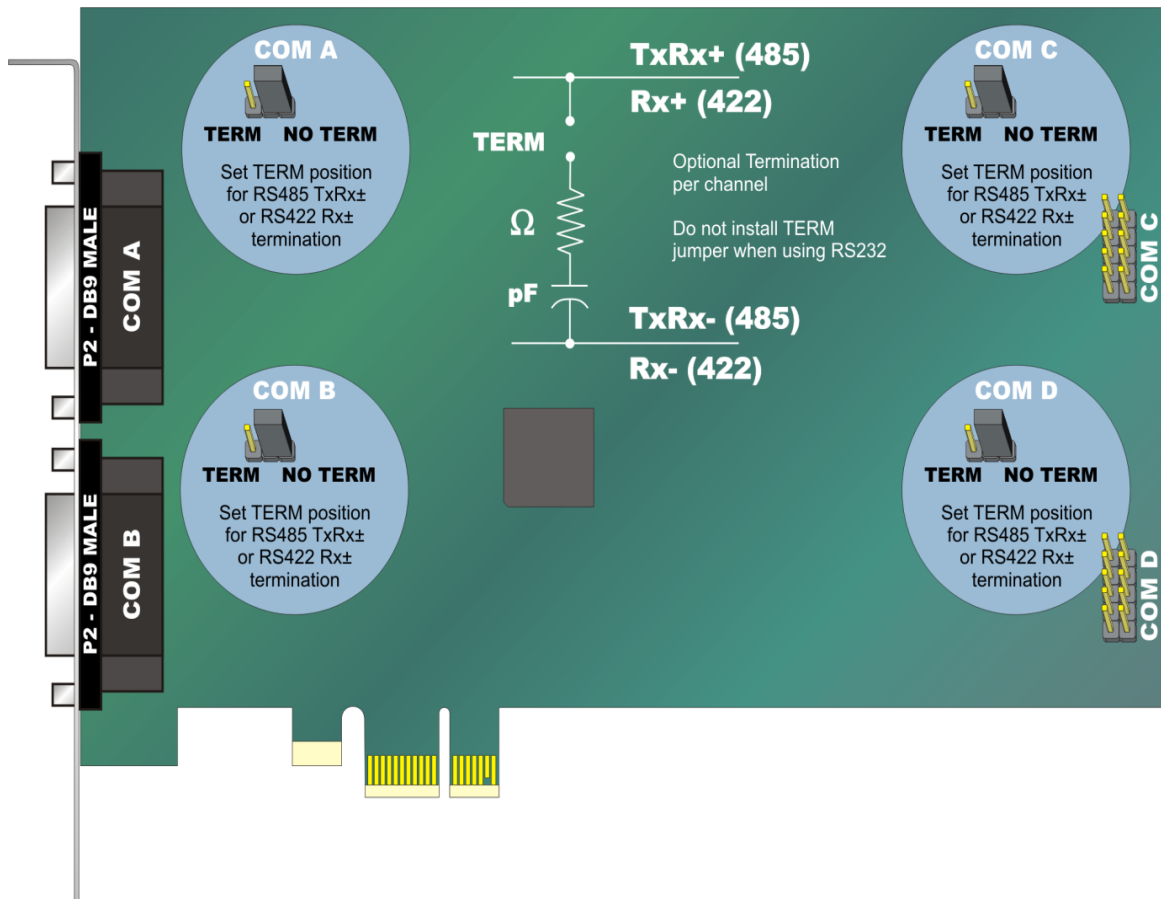 COM A
TERM NO TERM
Set TERM position
for RS485 TxRx±
or RS422 Rx±
termination
TxRx+ (485)
Rx+ (422)
TERM
Ω
pF
TxRx- (485)
Rx- (422)
Optional Termination
per channel
Do not install TERM
jumper when using RS232
COM C
TERM NO TERM
Set TERM position
for RS485 TxRx±
or RS422 Rx±
termination
COM C
P2 - DB9 MALE
COM A
COM B
TERM NO TERM
Set TERM position
for RS485 TxRx±
or RS422 Rx±
termination
COM D
TERM NO TERM
Set TERM position
for RS485 TxRx±
or RS422 Rx±
termination
COM D
P2 - DB9 MALE
COM B